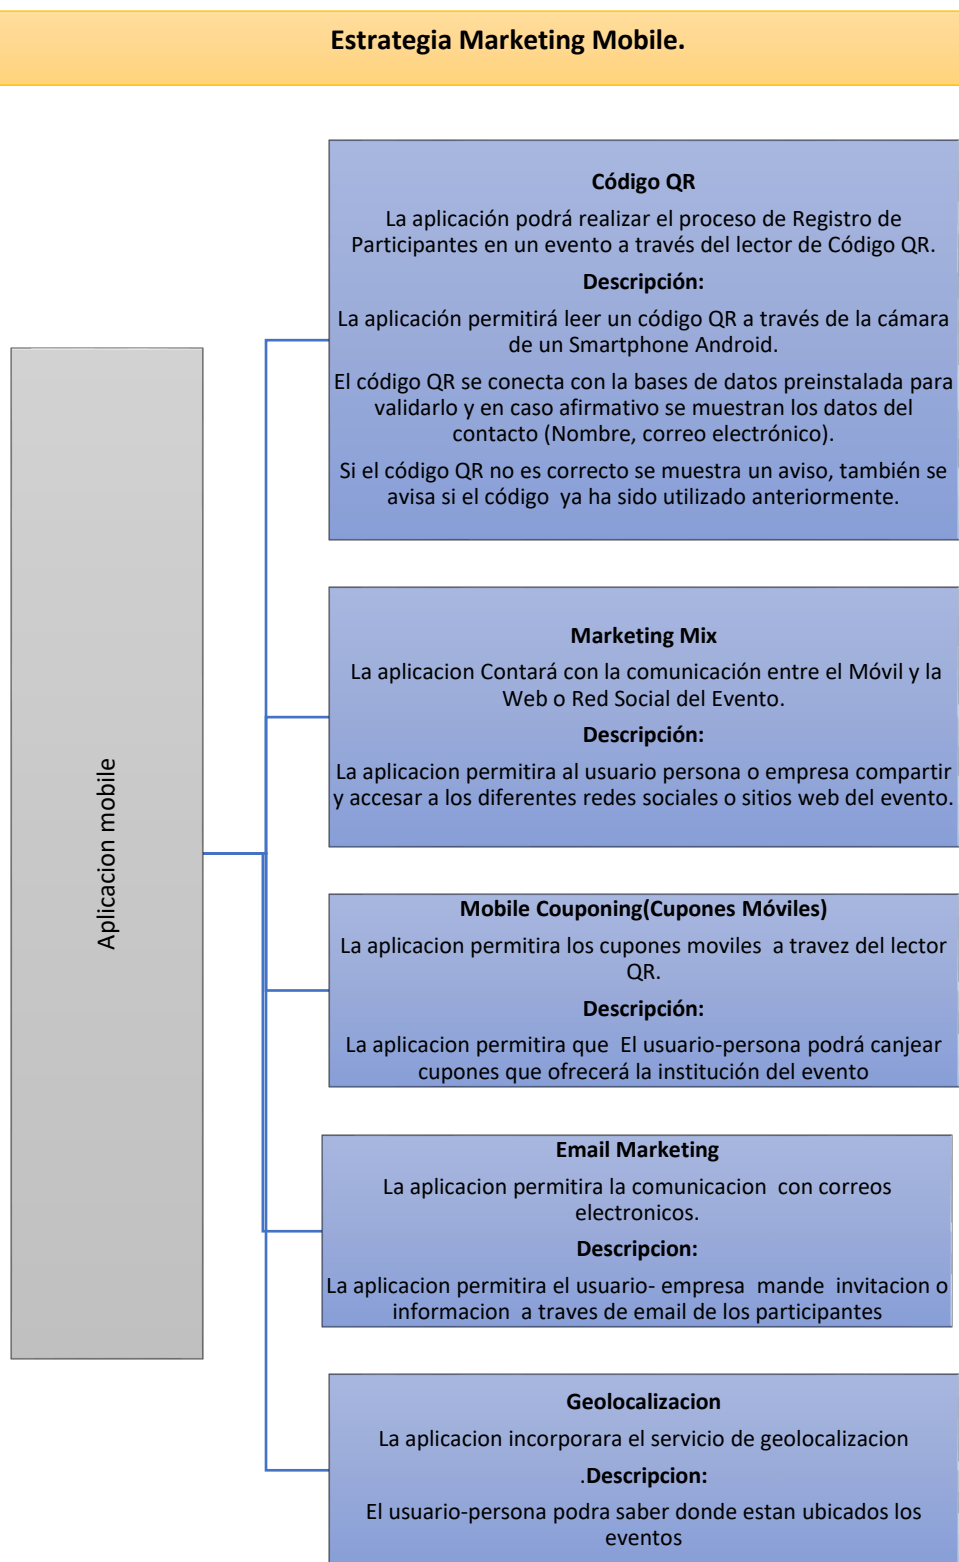 Estrategia Marketing Mobile.
Aplicacion mobile
Código QR
La aplicación podrá realizar el proceso de Registro de
Participantes en un evento a través del lector de Código QR.
Descripción:
La aplicación permitirá leer un código QR a través de la cámara
de un Smartphone Android.
El código QR se conecta con la bases de datos preinstalada para
validarlo y en caso afirmativo se muestran los datos del
contacto (Nombre, correo electrónico).
Si el código QR no es correcto se muestra un aviso, también se
avisa si el código  ya ha sido utilizado anteriormente.
Marketing Mix
La aplicacion Contará con la comunicación entre el Móvil y la
Web o Red Social del Evento.
Descripción:
La aplicacion permitira al usuario persona o empresa compartir
y accesar a los diferentes redes sociales o sitios web del evento.
Mobile Couponing(Cupones Móviles)
La aplicacion permitira los cupones moviles  a travez del lector
QR.
Descripción:
La aplicacion permitira que  El usuario-persona podrá canjear
cupones que ofrecerá la institución del evento
Email Marketing
La aplicacion permitira la comunicacion  con correos
electronicos.
Descripcion:
La aplicacion permitira el usuario- empresa  mande  invitacion o
informacion  a traves de email de los participantes
Geolocalizacion
La aplicacion incorporara el servicio de geolocalizacion
.Descripcion:
El usuario-persona podra saber donde estan ubicados los
eventos